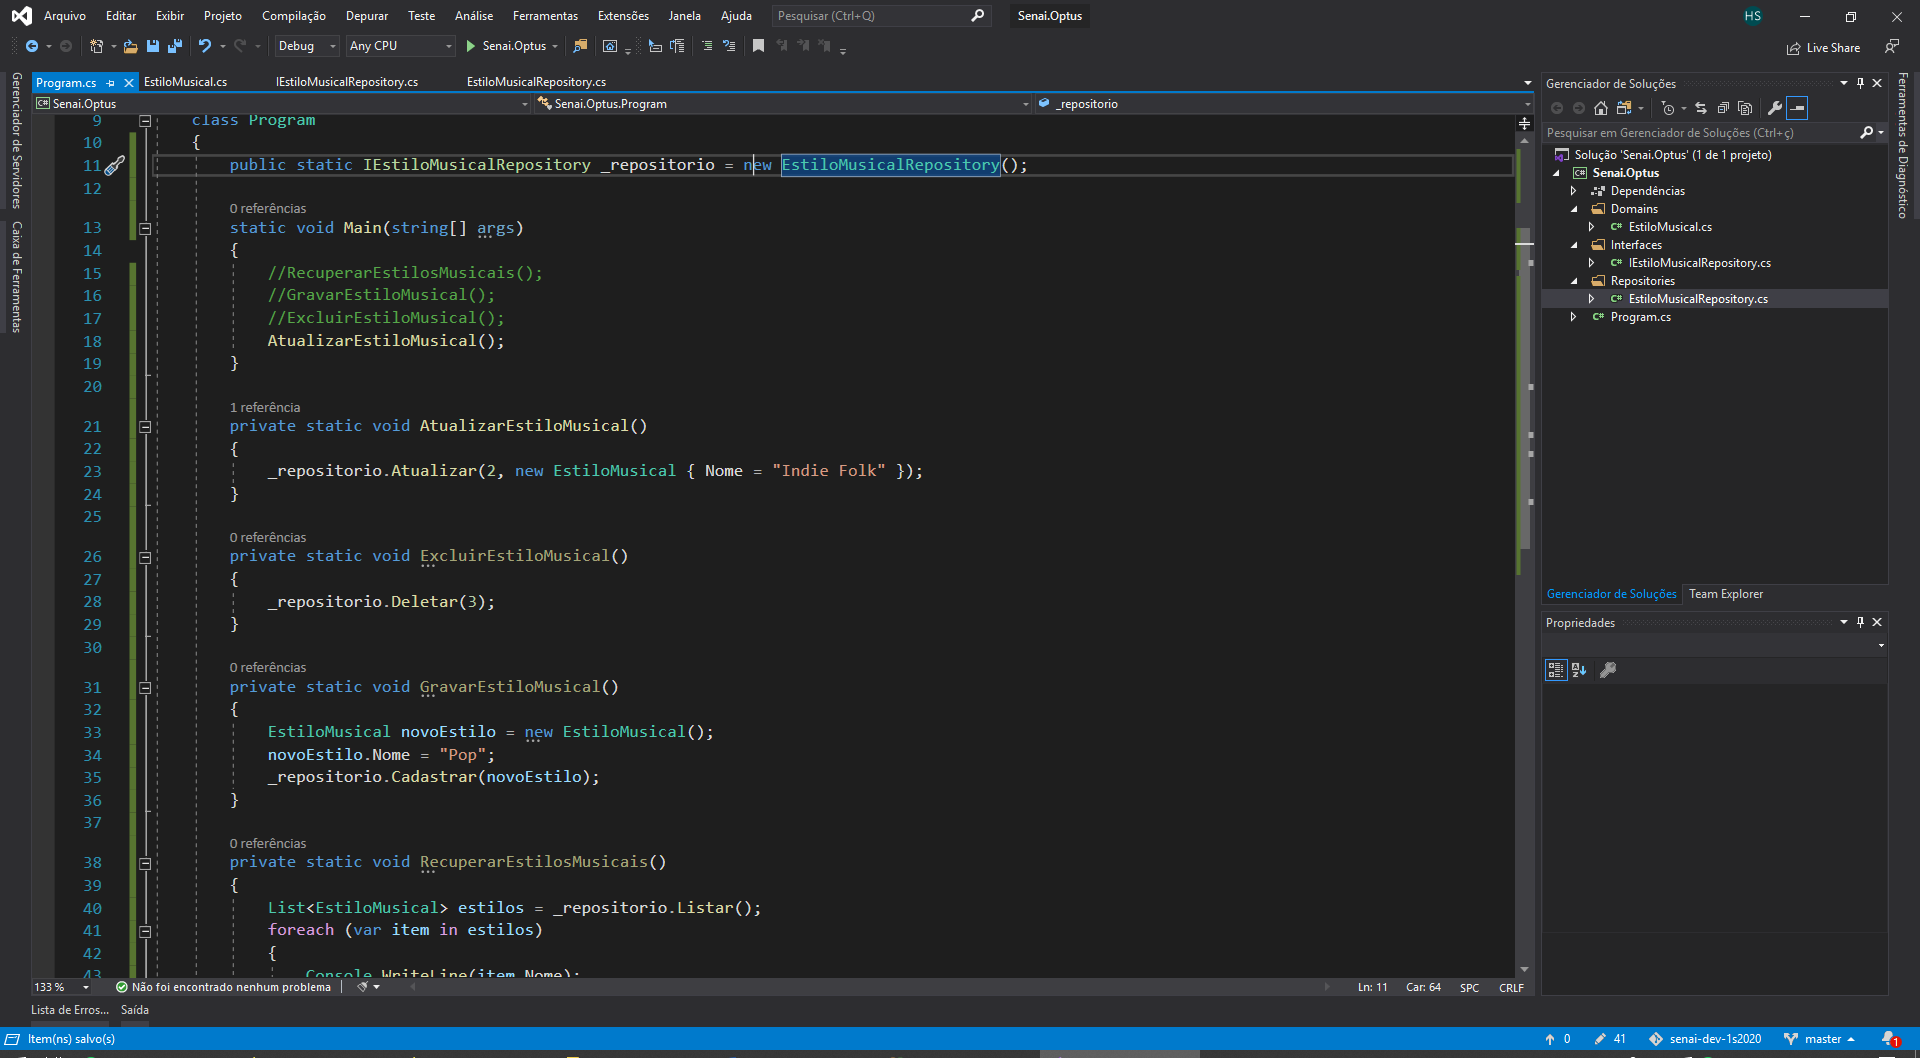 Arquivo Editar Exibir Projeto Compilação Depurar Teste Análise Ferramentas Extensões Janela Ajuda Pesquisar (Ctrl+Q) Senai.Optus HS
Debug Any CPU Senai.Optus Live Share
Gerenciador de Servidores
Caixa de Ferramentas
Program.cs EstiloMusical.cs IEstiloMusicalRepository.cs EstiloMusicalRepository.cs
C# Senai.Optus Senai.Optus.Program _repositorio
9 class Program
10 {
11 public static IEstiloMusicalRepository _repositorio = new EstiloMusicalRepository();
12
0 referências
13 static void Main(string[] args)
14 {
15 //RecuperarEstilosMusicais();
16 //GravarEstiloMusical();
17 //ExcluirEstiloMusical();
18 AtualizarEstiloMusical();
19 }
20
1 referência
21 private static void AtualizarEstiloMusical()
22 {
23 _repositorio.Atualizar(2, new EstiloMusical { Nome = "Indie Folk" });
24 }
25
0 referências
26 private static void ExcluirEstiloMusical()
27 {
28 _repositorio.Deletar(3);
29 }
30
0 referências
31 private static void GravarEstiloMusical()
32 {
33 EstiloMusical novoEstilo = new EstiloMusical();
34 novoEstilo.Nome = "Pop";
35 _repositorio.Cadastrar(novoEstilo);
36 }
37
0 referências
38 private static void RecuperarEstilosMusicais()
39 {
40 List<EstiloMusical> estilos = _repositorio.Listar();
41 foreach (var item in estilos)
42 {
43 Console.WriteLine(item.Nome);
133 % Não foi encontrado nenhum problema Ln: 11 Car: 64 SPC CRLF
Gerenciador de Soluções
Pesquisar em Gerenciador de Soluções (Ctrl+ç)
Solução 'Senai.Optus' (1 de 1 projeto)
C# Senai.Optus
Dependências
Domains
C# EstiloMusical.cs
Interfaces
C# IEstiloMusicalRepository.cs
Repositories
C# EstiloMusicalRepository.cs
C# Program.cs
Gerenciador de Soluções Team Explorer
Propriedades
Ferramentas de Diagnóstico
Lista de Erros... Saída
Item(ns) salvo(s) 0 41 senai-dev-1s2020 master 1